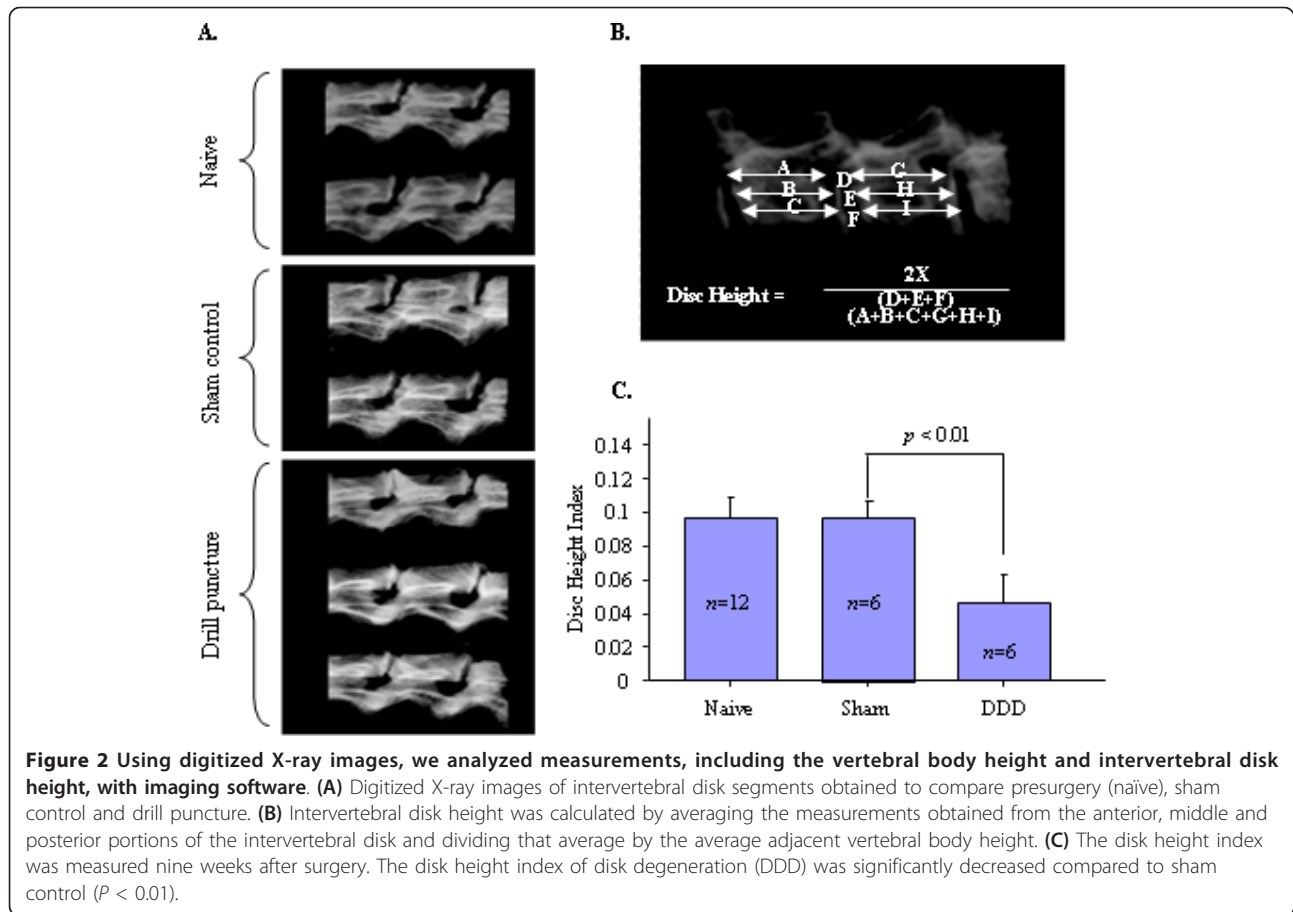 A.
Naive
Sham control
Drill puncture
B.
A
B
C
D
E
F
G
H
I
Disc Height =
2X
(D+E+F)
(A+B+C+G+H+I)
C.
Disc Height Index
0.14
0.12
0.1
0.08
0.06
0.04
0.02
0
p < 0.01
n=12
n=6
n=6
Naive
Sham
DDD
Figure 2 Using digitized X-ray images, we analyzed measurements, including the vertebral body height and intervertebral disk
height, with imaging software. (A) Digitized X-ray images of intervertebral disk segments obtained to compare presurgery (naïve), sham
control and drill puncture. (B) Intervertebral disk height was calculated by averaging the measurements obtained from the anterior, middle and
posterior portions of the intervertebral disk and dividing that average by the average adjacent vertebral body height. (C) The disk height index
was measured nine weeks after surgery. The disk height index of disk degeneration (DDD) was significantly decreased compared to sham
control (P < 0.01).